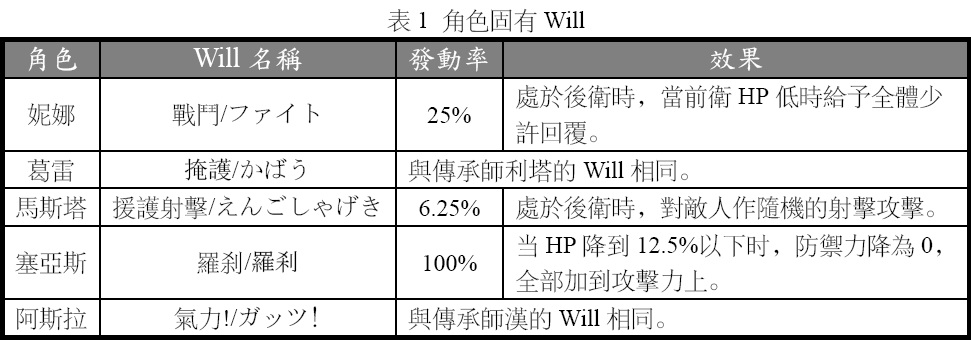 表 1 角色固有 Will
角色 Will 名稱 發動率 效果
妮娜 戰鬥/ファイト 25% 處於後衛時，當前衛 HP 低時給予全體少
許回覆。
葛雷 掩護/かばう 與傳承師利塔的 Will 相同。
馬斯塔 援護射擊/えんごしゃげき 6.25% 處於後衛時，對敵人作隨機的射擊攻擊。
塞亞斯 羅剎/羅刹 100% 当 HP 降到 12.5%以下时，防禦力降為 0，
全部加到攻擊力上。
阿斯拉 氣力!/ガッツ！ 與傳承師漢的 Will 相同。